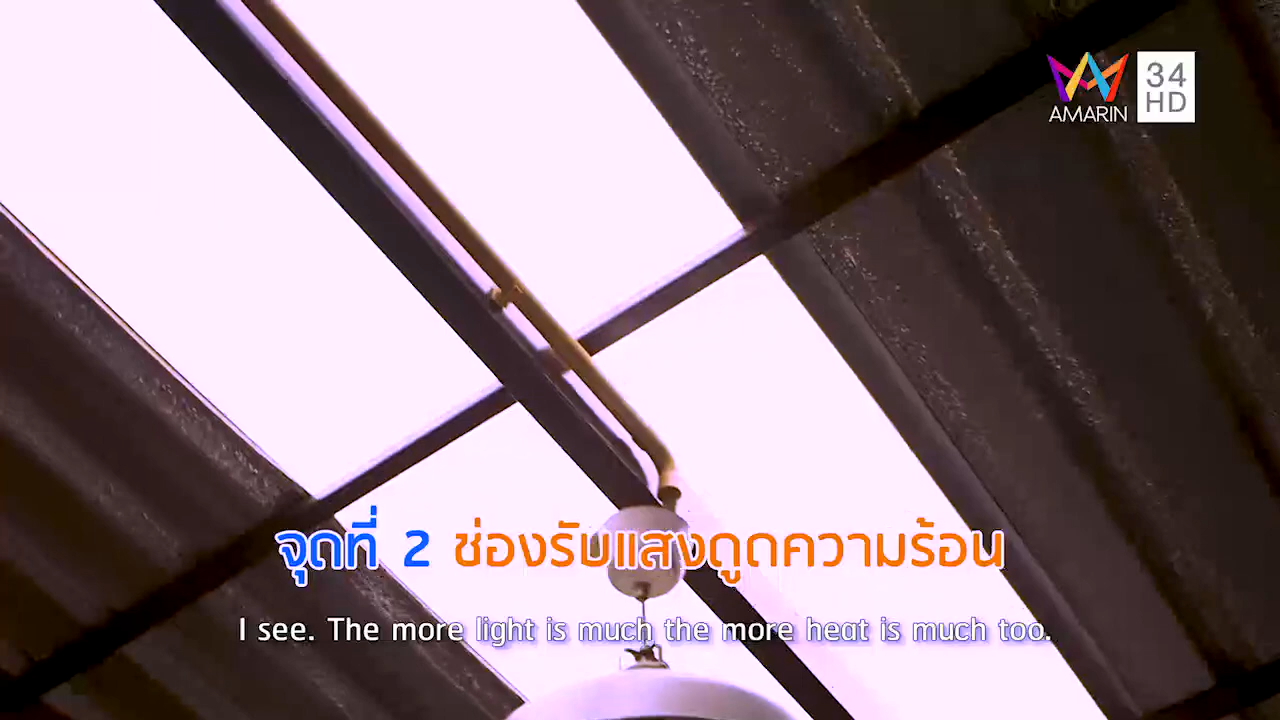 AMARIN
34
HD
จุดที่ 2 ช่องรับแสงดูดความร้อน
I see. The more light is much the more heat is much too.